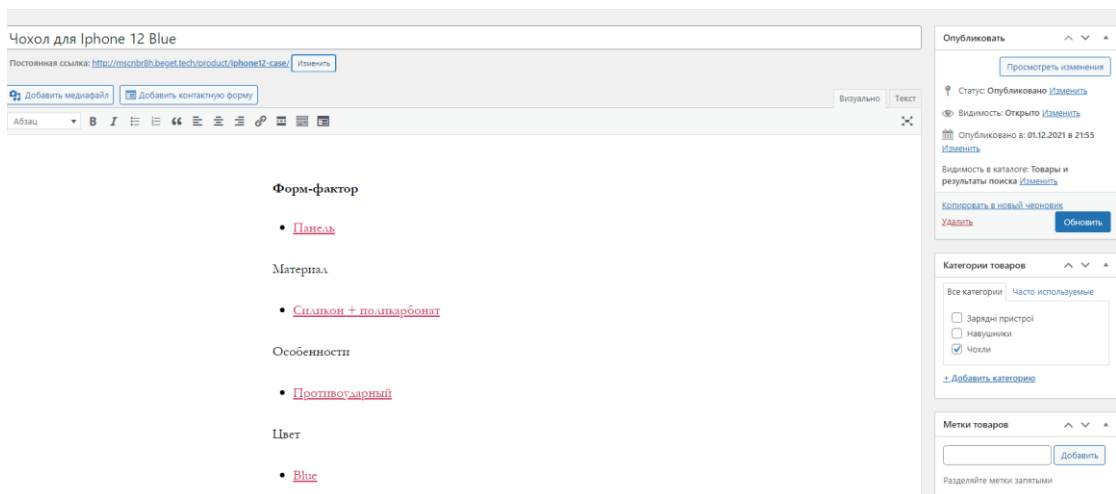 Чохол для Iphone 12 Blue
Постоянная ссылка: http://mscnbr8h.beget.tech/product/iphone12-case/ Изменить
Добавить медиафайл Добавить контактную форму
Визуально Текст
Абзац
Форм-фактор
Панель
Материал
Силикон + поликарбонат
Особенности
Противоударный
Цвет
Blue
Опубликовать
Просмотреть изменения
Статус: Опубликовано Изменить
Видимость: Открыто Изменить
Опубликовано в: 01.12.2021 в 21:55
Изменить
Видимость в каталоге: Товары и
результаты поиска Изменить
Копировать в новый черновик
Удалить Обновить
Категории товаров
Все категории Часто используемые
Зарядні пристрої
Навушники
Чохли
+ Добавить категорию
Метки товаров
Добавить
Разделяйте метки запятыми